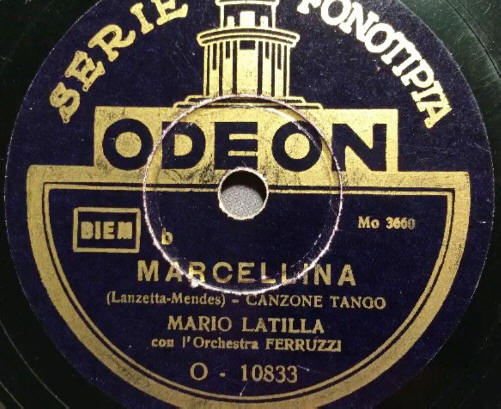 SERIE FONOTIPIA
ODEON
BIEM b Mo 3660
MARCELLINA
(Lanzetta-Mendes) - CANZONE TANGO
MARIO LATILLA
con l'Orchestra FERRUZZI
O - 10833